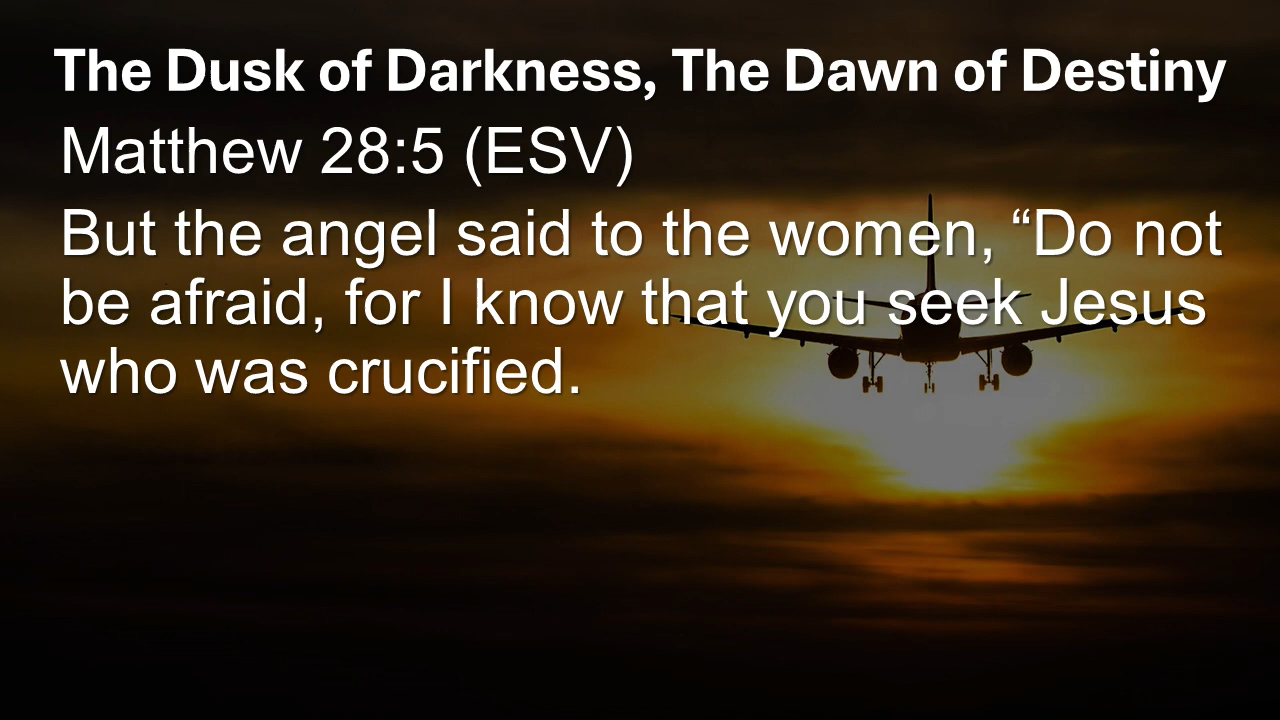 The Dusk of Darkness, The Dawn of Destiny
Matthew 28:5 (ESV)
But the angel said to the women, “Do not
be afraid, for I know that you seek Jesus
who was crucified.